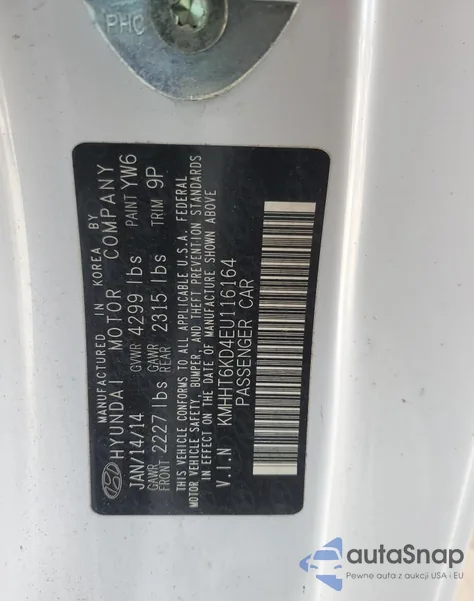 PHC
MANUFACTURED IN KOREA BY
HYUNDAI MOTOR COMPANY
JAN/14/14 GVWR 4299 lbs PAINT YW6
GAWR FRONT 2227 lbs GAWR REAR 2315 lbs TRIM 9P
THIS VEHICLE CONFORMS TO ALL APPLICABLE U.S.A. FEDERAL
MOTOR VEHICLE SAFETY, BUMPER, AND THEFT PREVENTION STANDARDS
IN EFFECT ON THE DATE OF MANUFACTURE SHOWN ABOVE
V.I.N KMHHT6KD4EU116164
PASSENGER CAR
autoSnap
Pewne auta z aukcji USA i EU